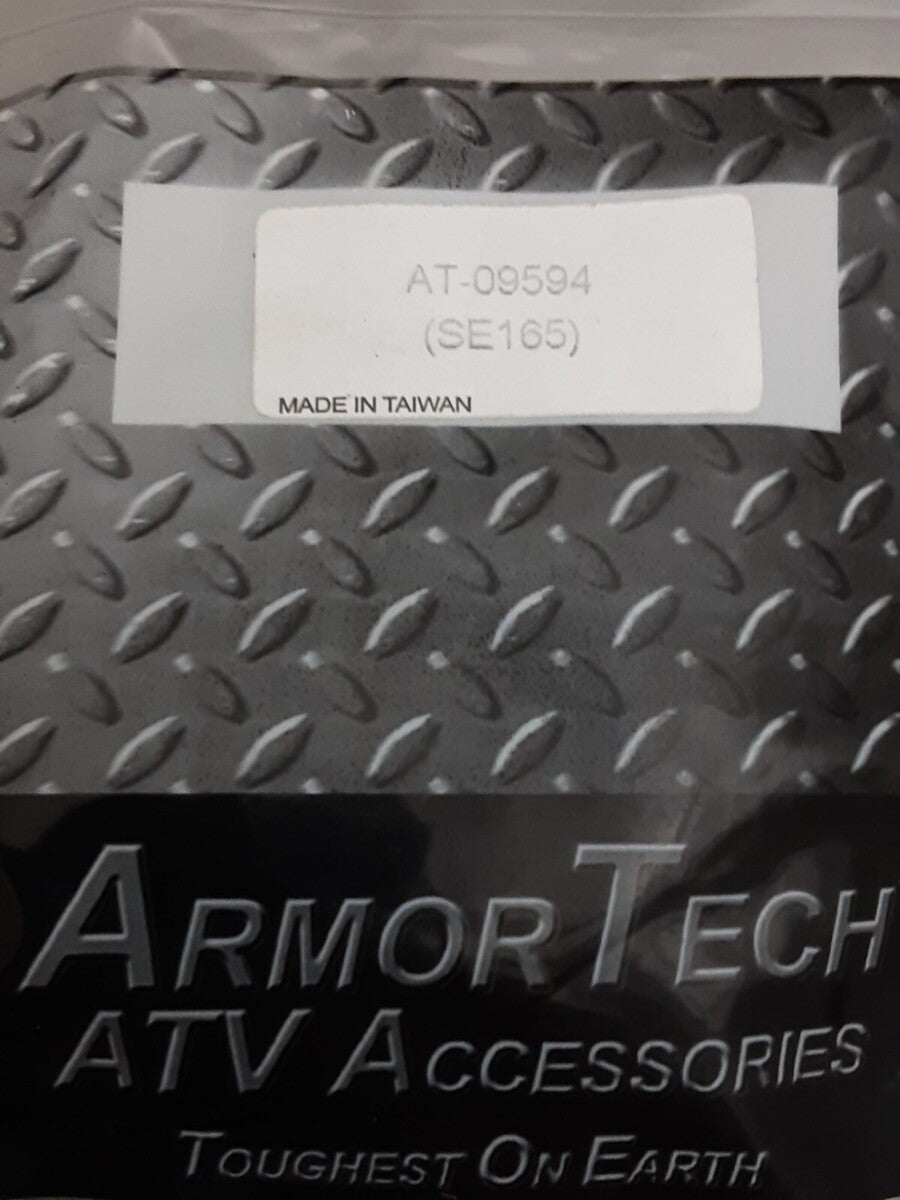 AT-09594
(SE165)
MADE IN TAIWAN
ARMORTECH
ATV ACCESSORIES
TOUGHEST ON EARTH